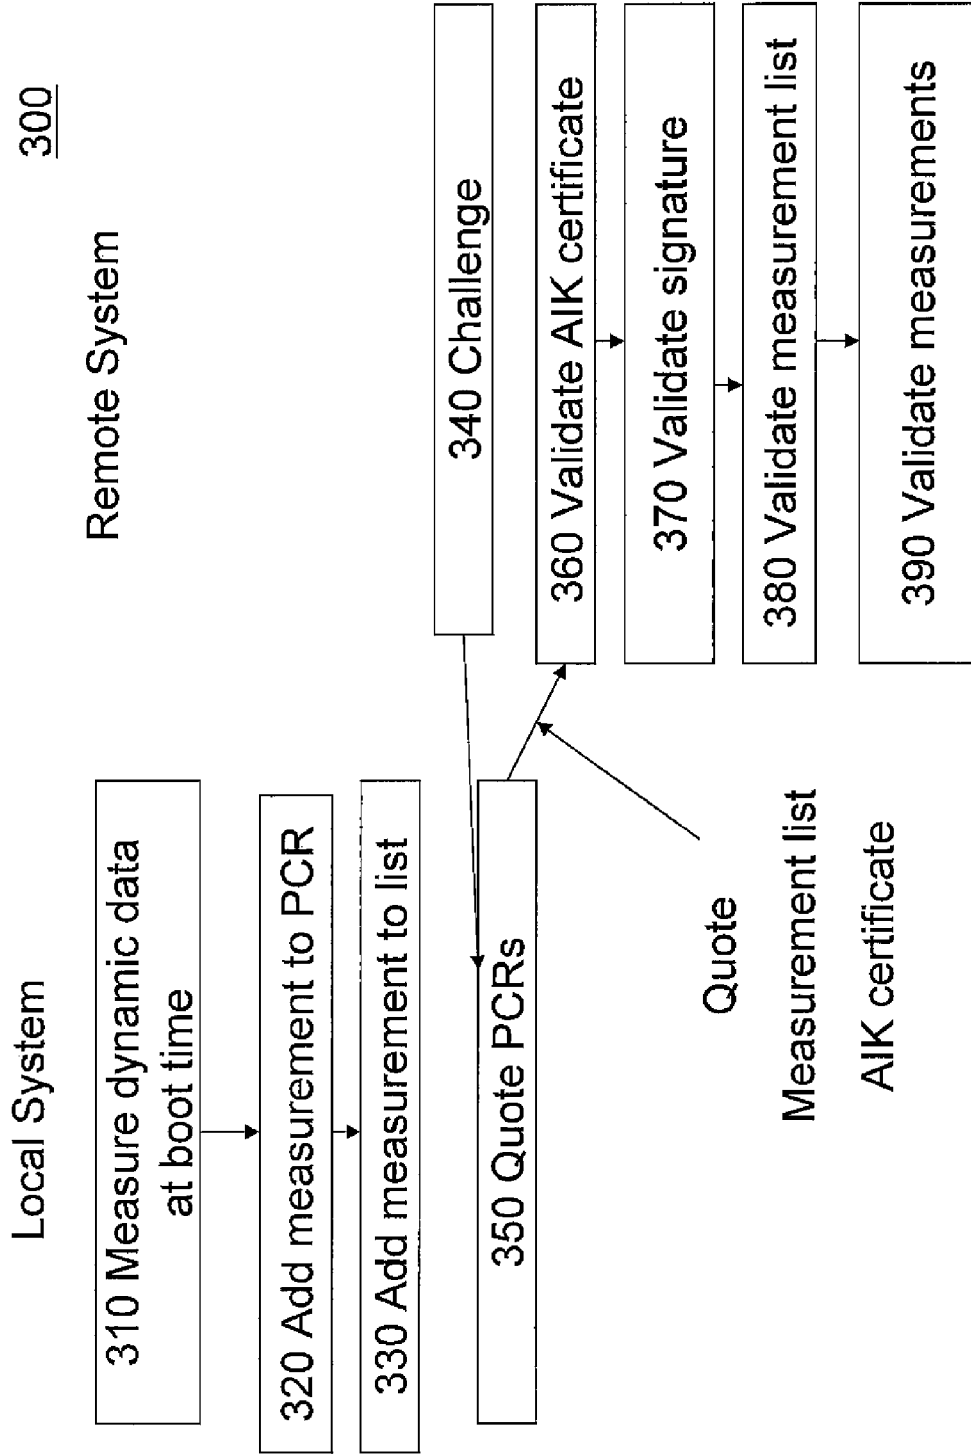 300
Local System
Remote System
310 Measure dynamic data
at boot time
320 Add measurement to PCR
330 Add measurement to list
340 Challenge
350 Quote PCRs
360 Validate AIK certificate
370 Validate signature
380 Validate measurement list
390 Validate measurements
Quote
Measurement list
AIK certificate